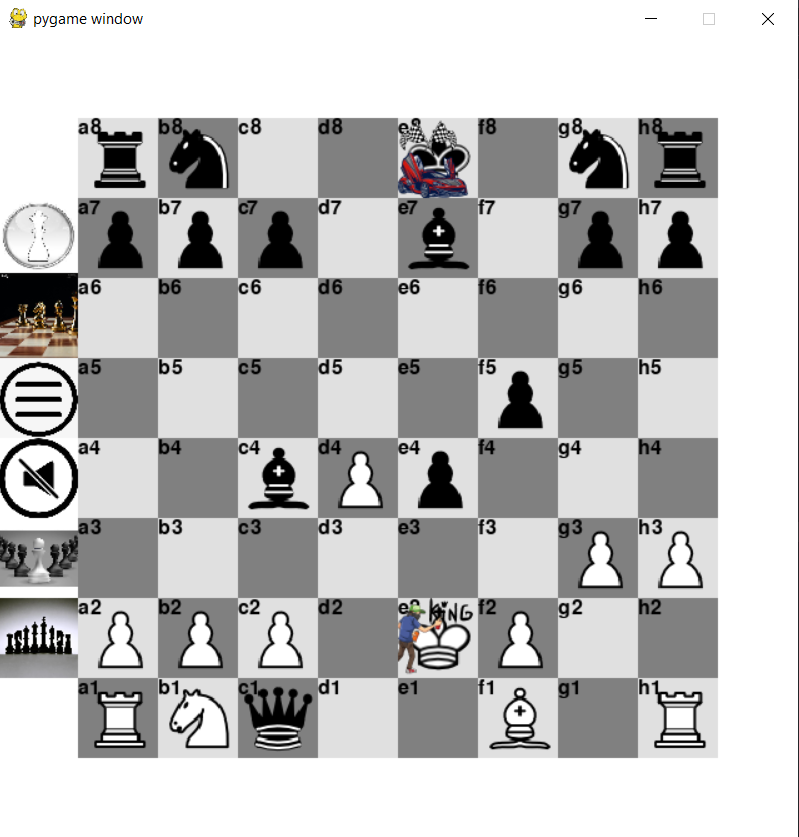 pygame window
a8 b8 c8 d8 e8 f8 g8 h8
a7 b7 c7 d7 e7 f7 g7 h7
a6 b6 c6 d6 e6 f6 g6 h6
a5 b5 c5 d5 e5 f5 g5 h5
a4 b4 c4 d4 e4 f4 g4 h4
a3 b3 c3 d3 e3 f3 g3 h3
a2 b2 c2 d2 e2 KING f2 g2 h2
a1 b1 c1 d1 e1 f1 g1 h1